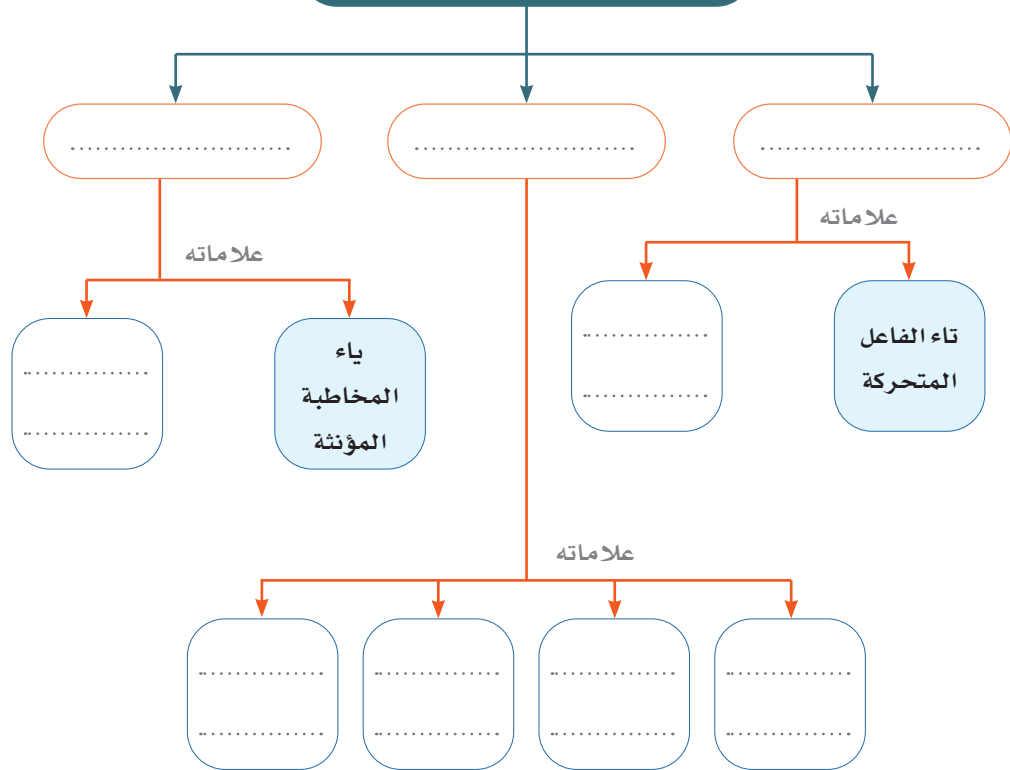 علاماته
علاماته
تاء الفاعل
المتحركة
ياء
المخاطبة
المؤنثة
علاماته